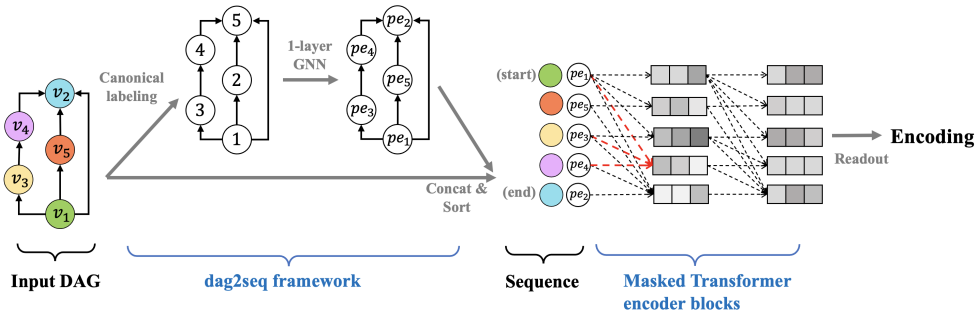 v₂
v₄
v₅
v₃
v₁
Input DAG
Canonical
labeling
5
4
2
3
1
1-layer
GNN
pe₂
pe₄
pe₅
pe₃
pe₁
dag2seq framework
Concat &
Sort
(start) pe₁
pe₅
pe₃
pe₄
(end) pe₂
Sequence
Masked Transformer
encoder blocks
Readout
Encoding